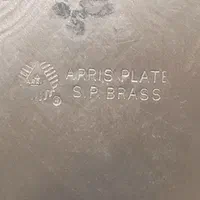 ARRIS PLATE
S.P. BRASS
®